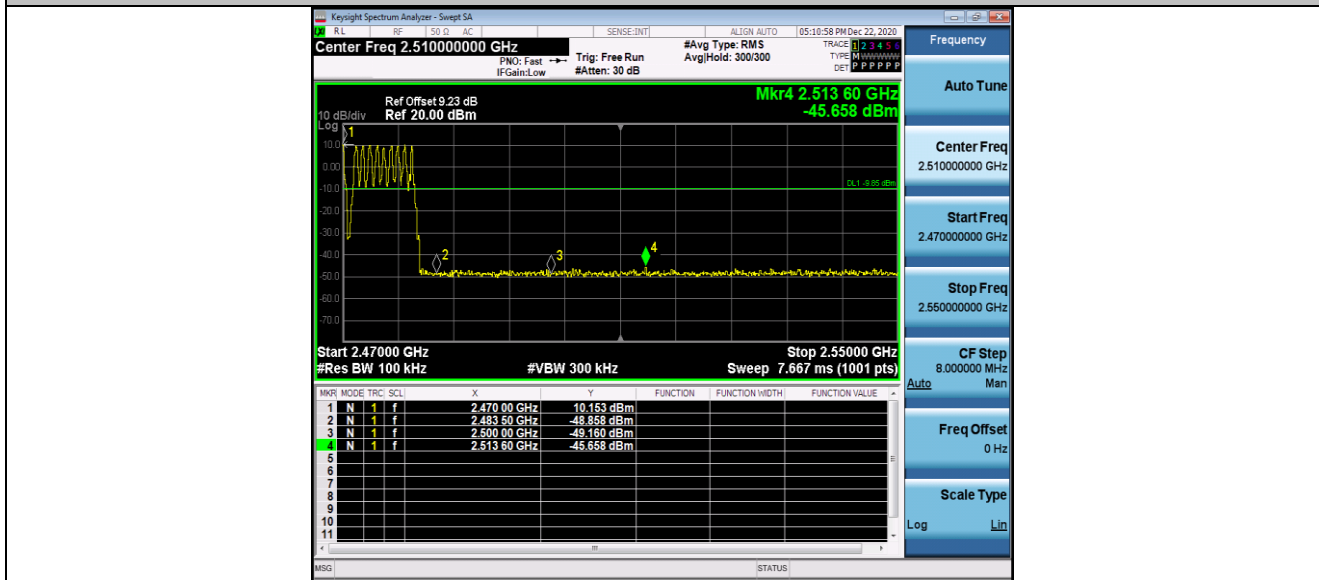 Keysight Spectrum Analyzer - Swept SA
RL RF 50 Ω AC SENSE:INT ALIGN AUTO 05:10:58 PM Dec 22, 2020
Center Freq 2.510000000 GHz
PNO: Fast
IFGain:Low
Trig: Free Run
#Atten: 30 dB
#Avg Type: RMS
Avg|Hold: 300/300
TRACE 1 2 3 4 5 6
TYPE M WWWWW
DET P P P P P P
Frequency
Auto Tune
Center Freq
2.510000000 GHz
Start Freq
2.470000000 GHz
Stop Freq
2.550000000 GHz
CF Step
8.000000 MHz
Auto Man
Freq Offset
0 Hz
Scale Type
Log Lin
Mkr4 2.513 60 GHz
-45.658 dBm
Ref Offset 9.23 dB
10 dB/div Ref 20.00 dBm
Log
1
10.0
0.00
DL1 -9.85 dBm
-10.0
-20.0
-30.0
-40.0
2
3
4
-50.0
-60.0
-70.0
Start 2.47000 GHz Stop 2.55000 GHz
#Res BW 100 kHz #VBW 300 kHz Sweep 7.667 ms (1001 pts)
MKR MODE TRC SCL X Y FUNCTION FUNCTION WIDTH FUNCTION VALUE
1 N 1 f 2.470 00 GHz 10.153 dBm
2 N 1 f 2.483 50 GHz -48.858 dBm
3 N 1 f 2.500 00 GHz -49.160 dBm
4 N 1 f 2.513 60 GHz -45.658 dBm
5
6
7
8
9
10
11
MSG STATUS